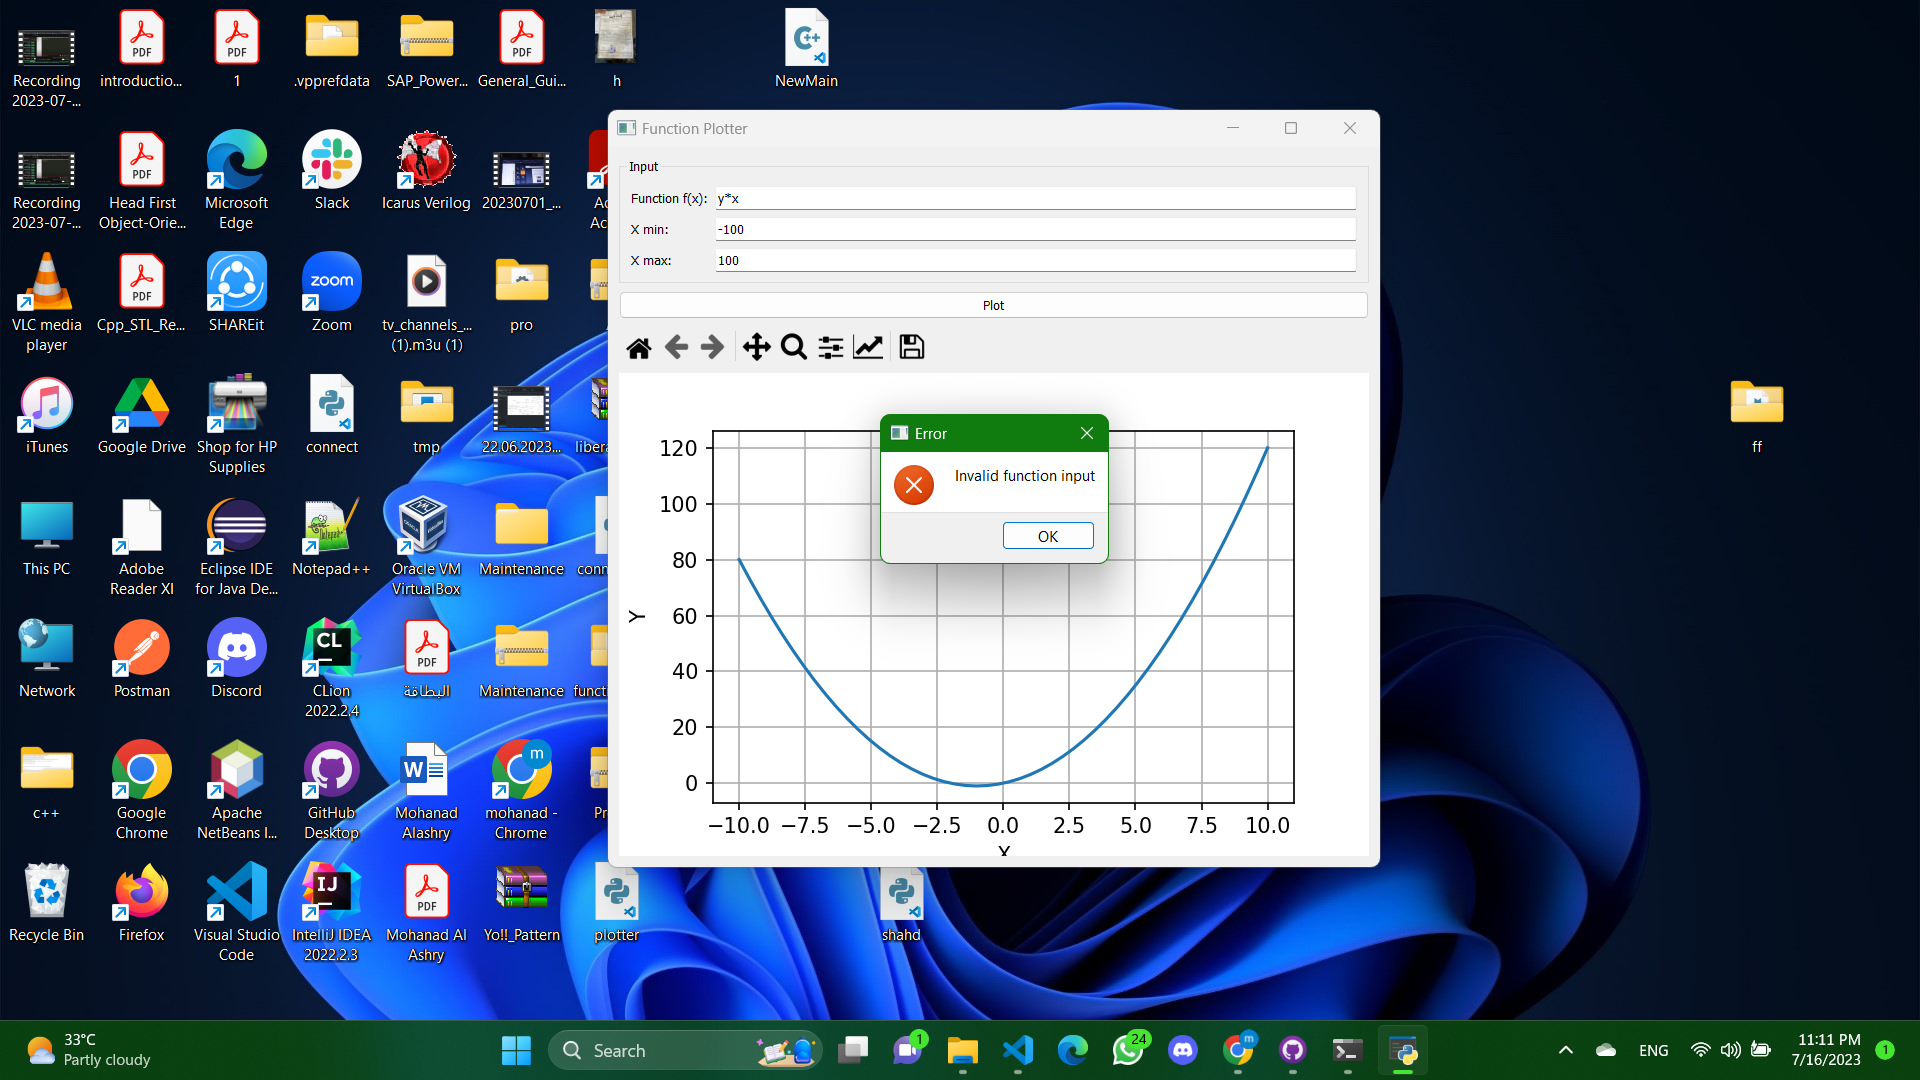 Recording
2023-07-...
introductio...
1
.vpprefdata
SAP_Power...
General_Gui...
h
NewMain
Recording
2023-07-...
Head First
Object-Orie...
Microsoft
Edge
Slack
Icarus Verilog
20230701_...
VLC media
player
Cpp_STL_Re...
SHAREit
Zoom
tv_channels_...
(1).m3u (1)
pro
iTunes
Google Drive
Shop for HP
Supplies
connect
tmp
22.06.2023...
ff
This PC
Adobe
Reader XI
Eclipse IDE
for Java De...
Notepad++
Oracle VM
VirtualBox
Maintenance
Network
Postman
Discord
CLion
2022.2.4
البطاقة
Maintenance
c++
Google
Chrome
Apache
NetBeans I...
GitHub
Desktop
Mohanad
Alashry
mohanad -
Chrome
Recycle Bin
Firefox
Visual Studio
Code
IntelliJ IDEA
2022.2.3
Mohanad Al
Ashry
Yo!!_Pattern
plotter
shahd
Function Plotter
Input
Function f(x): y*x
X min: -100
X max: 100
Plot
Error
Invalid function input
OK
120
100
80
60
40
20
0
Y
−10.0 −7.5 −5.0 −2.5 0.0 2.5 5.0 7.5 10.0
X
33°C
Partly cloudy
Search
1
24
m
ENG
11:11 PM
7/16/2023
1